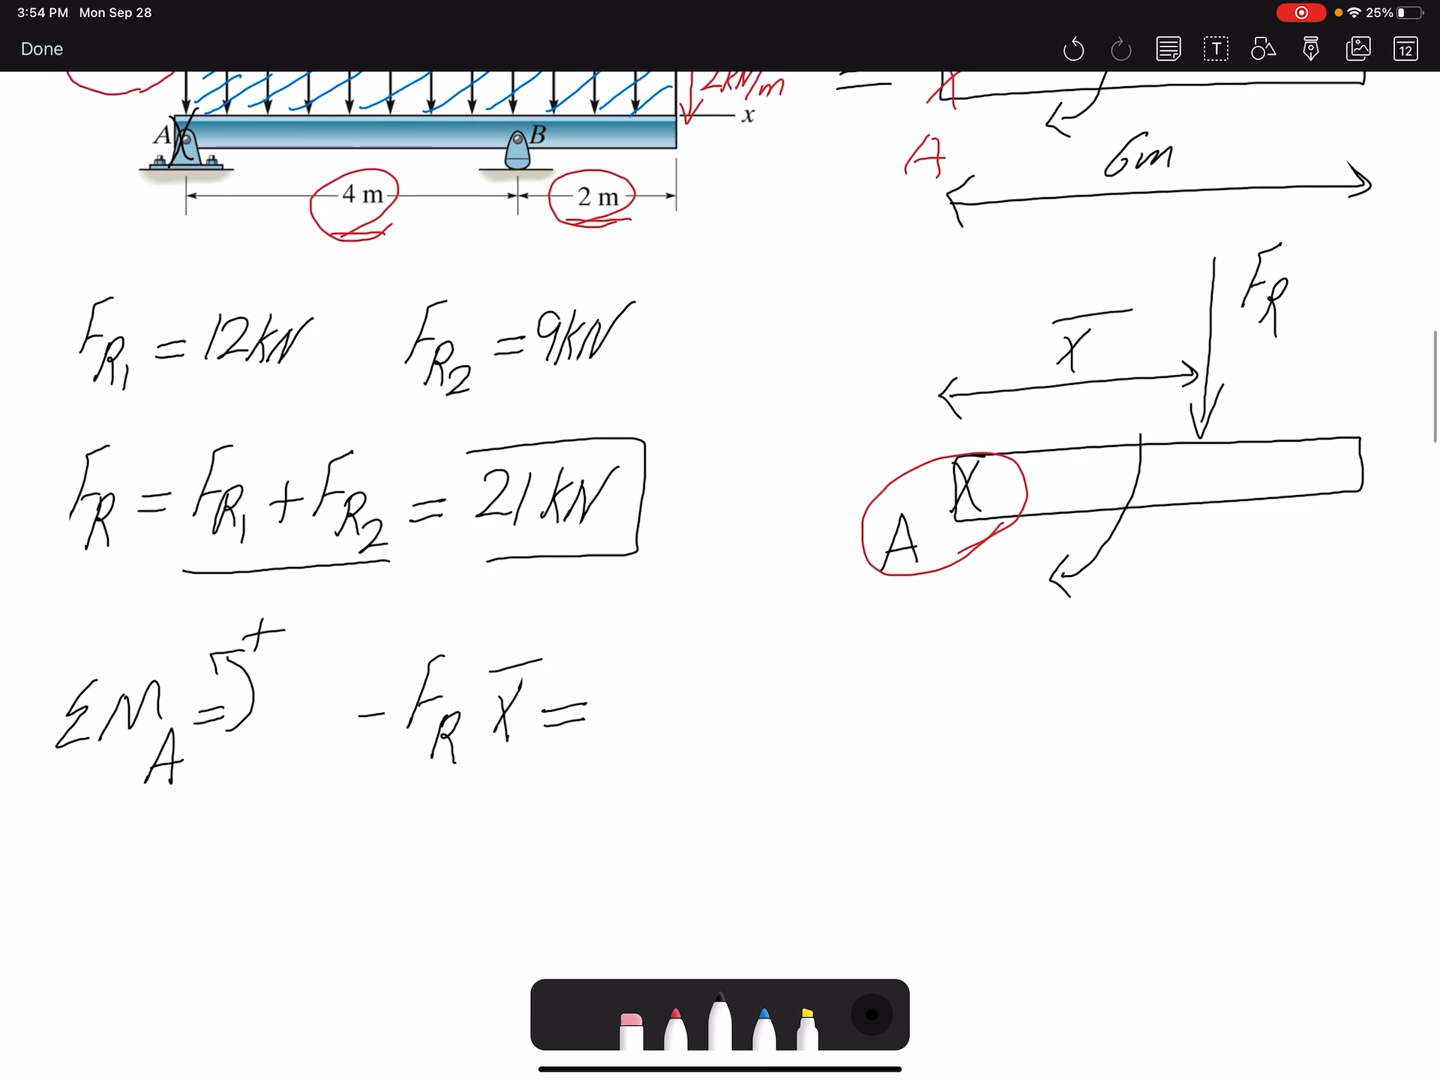 3:54 PM Mon Sep 28
25%
Done
T
12
2kN/m
x
A
B
4 m
2 m
X
A
6m
F_R1 = 12kN
F_R2 = 9kN
F_R
X̄
F_R = F_R1 + F_R2 = 21kN
X
A
ΣM_A = ↺+ - F_R X̄ =